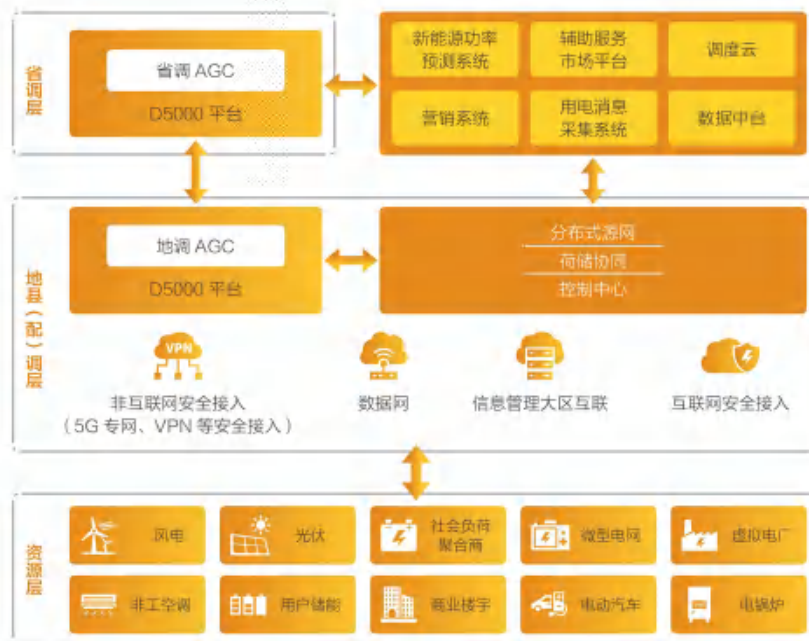 省调层
省调 AGC
D5000 平台
新能源功率
预测系统
辅助服务
市场平台
调度云
营销系统
用电消息
采集系统
数据中台
地县（配）调层
地调 AGC
D5000 平台
分布式源网
荷储协同
控制中心
VPN
非互联网安全接入
（5G 专网、VPN 等安全接入）
数据网
信息管理大区互联
互联网安全接入
资源层
风电
光伏
社会负荷
聚合商
微型电网
虚拟电厂
非工空调
用户储能
商业楼宇
电动汽车
电锅炉